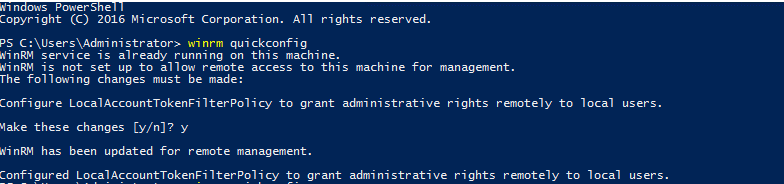 Windows PowerShell
Copyright (C) 2016 Microsoft Corporation. All rights reserved.
PS C:\Users\Administrator> winrm quickconfig
WinRM service is already running on this machine.
WinRM is not set up to allow remote access to this machine for management.
The following changes must be made:
Configure LocalAccountTokenFilterPolicy to grant administrative rights remotely to local users.
Make these changes [y/n]? y
WinRM has been updated for remote management.
Configured LocalAccountTokenFilterPolicy to grant administrative rights remotely to local users.